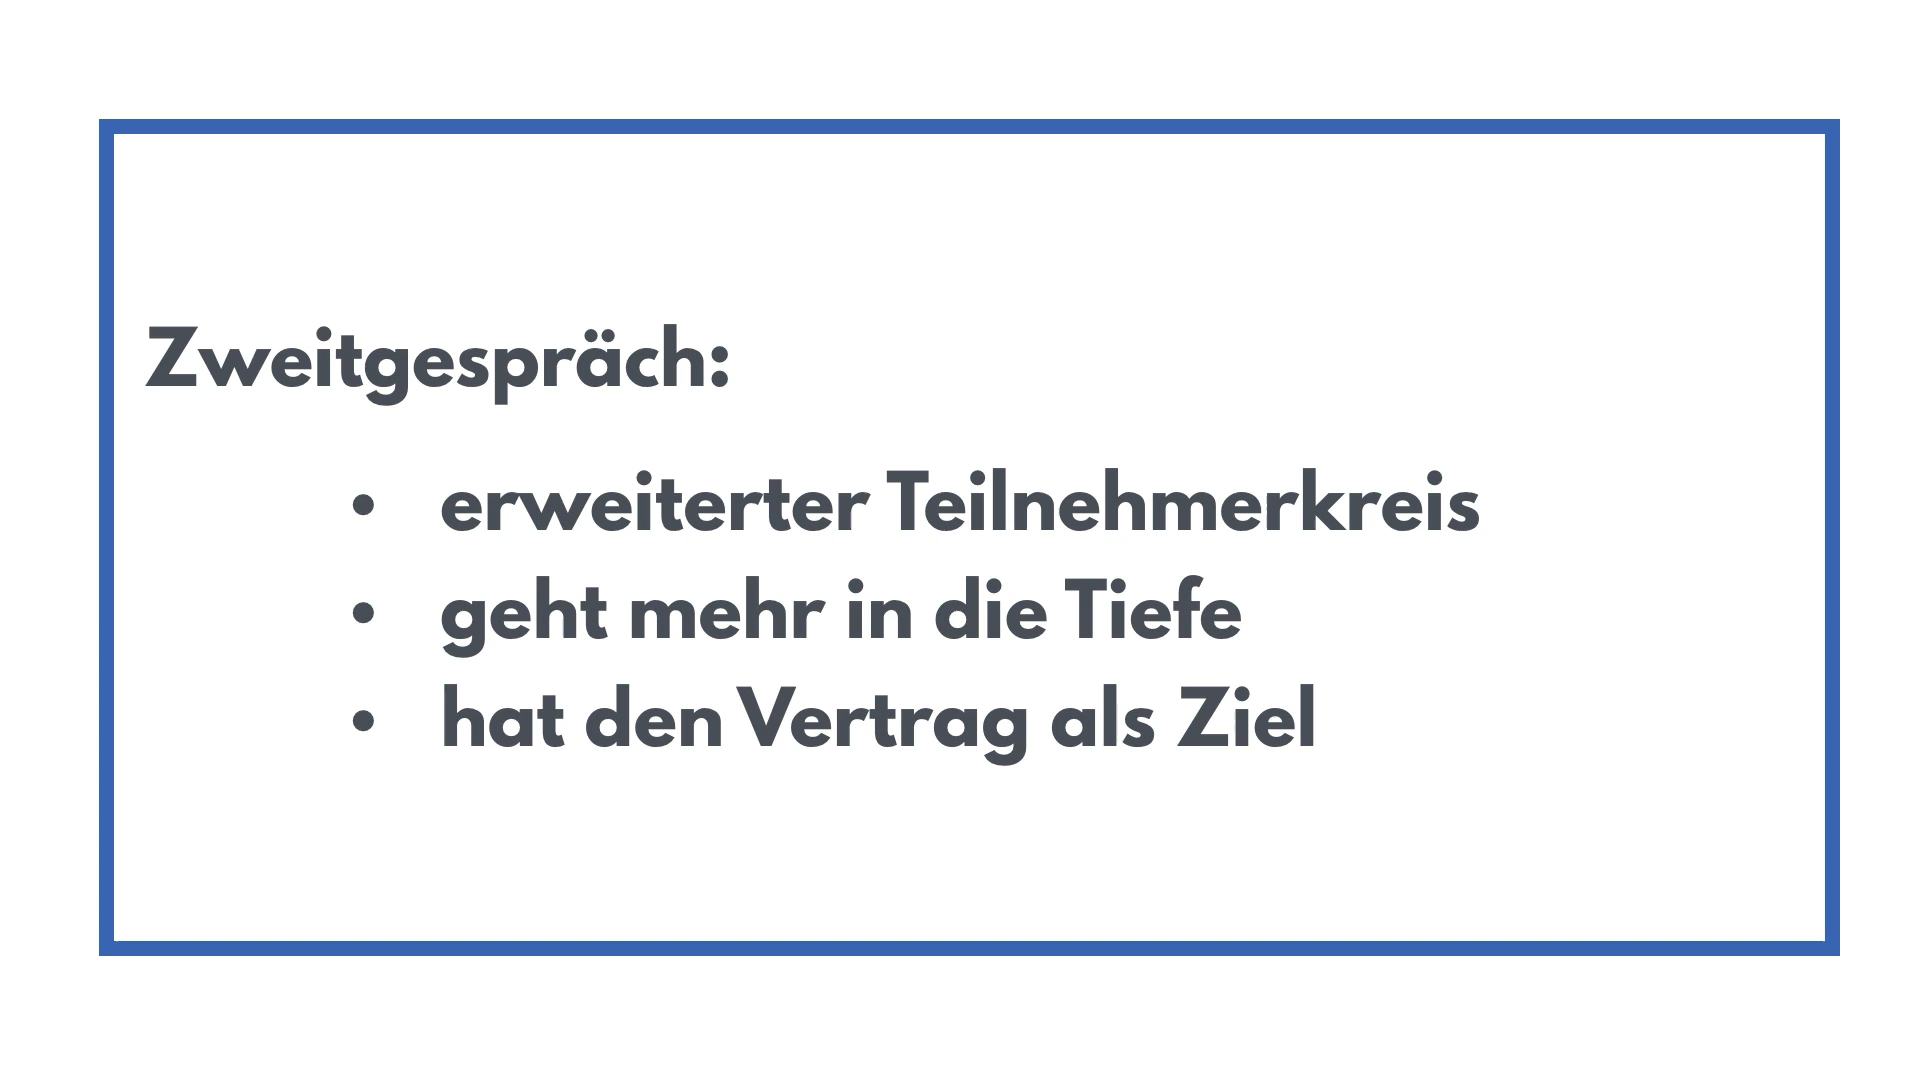 Zweitgespräch:
• erweiterter Teilnehmerkreis
• geht mehr in die Tiefe
• hat den Vertrag als Ziel